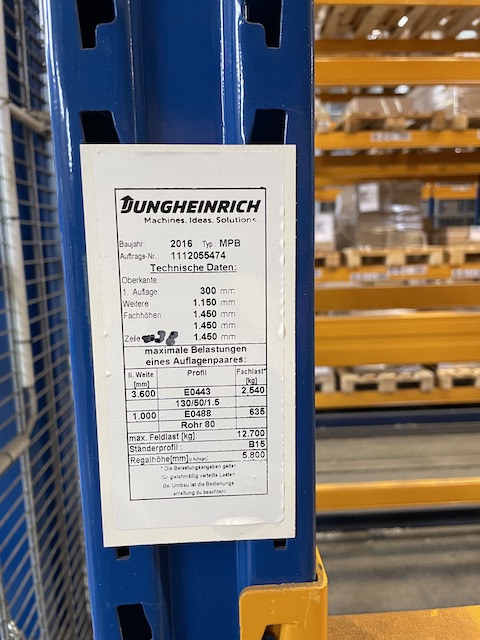 JUNGHEINRICH
Machines. Ideas. Solutions.
Baujahr: 2016 Typ: MPB
Auftrags-Nr.: 1112055474
Technische Daten:
Oberkante
1. Auflage: 300 mm
Weitere 1.150 mm
Fachhöhen: 1.450 mm
1.450 mm
Zeile 1.450 mm
maximale Belastungen
eines Auflagenpaares:
li. Weite [mm] Profil Fachlast* [kg]
3.600 E0443 2.540
130/50/1.5
1.000 E0488 635
Rohr 80
max. Feldlast [kg]: 12.700
Ständerprofil : B15
Regalhöhe[mm] 5.800
* Die Belastungsangaben gelten
für gleichmäßig verteilte Lasten.
Bei Umbau ist die Bedienungs
anleitung zu beachten!